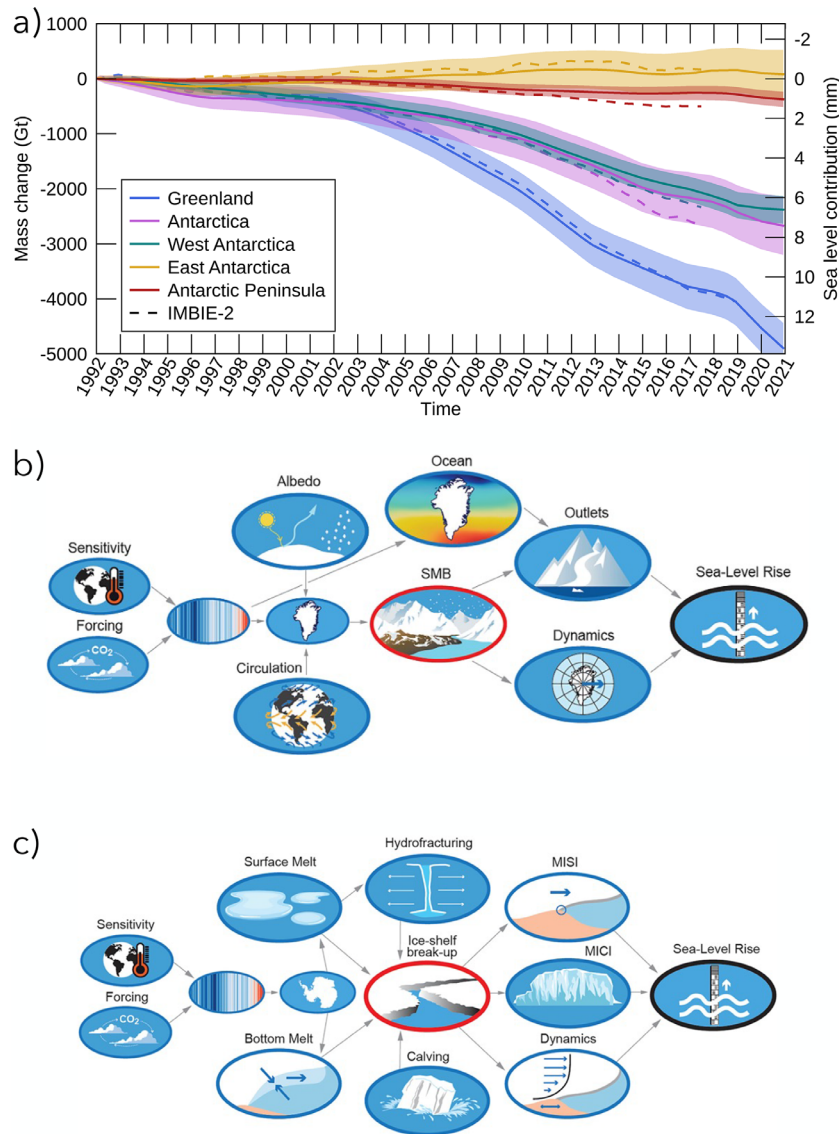 a)
1000
0
-1000
-2000
-3000
-4000
-5000
Mass change (Gt)
-2
0
2
4
6
8
10
12
Sea level contribution (mm)
Greenland
Antarctica
West Antarctica
East Antarctica
Antarctic Peninsula
IMBIE-2
1992
1993
1994
1995
1996
1997
1998
1999
2000
2001
2002
2003
2004
2005
2006
2007
2008
2009
2010
2011
2012
2013
2014
2015
2016
2017
2018
2019
2020
2021
Time
b)
Ocean
Albedo
Outlets
Sensitivity
SMB
Sea-Level Rise
Forcing
CO2
Circulation
Dynamics
c)
Hydrofracturing
Surface Melt
MISI
Sensitivity
Ice-shelf
break-up
MICI
Sea-Level Rise
Forcing
CO2
Bottom Melt
Calving
Dynamics